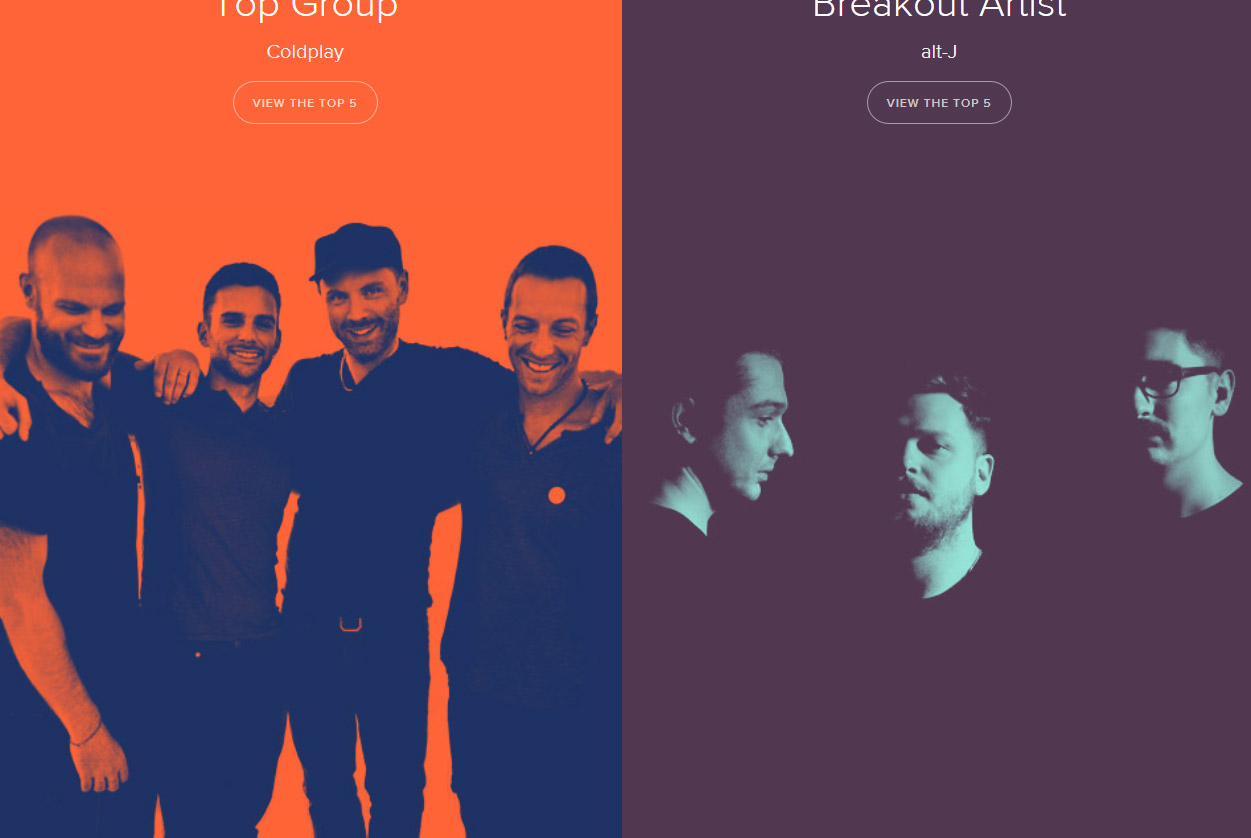 Top Group
Coldplay
VIEW THE TOP 5
Breakout Artist
alt-J
VIEW THE TOP 5